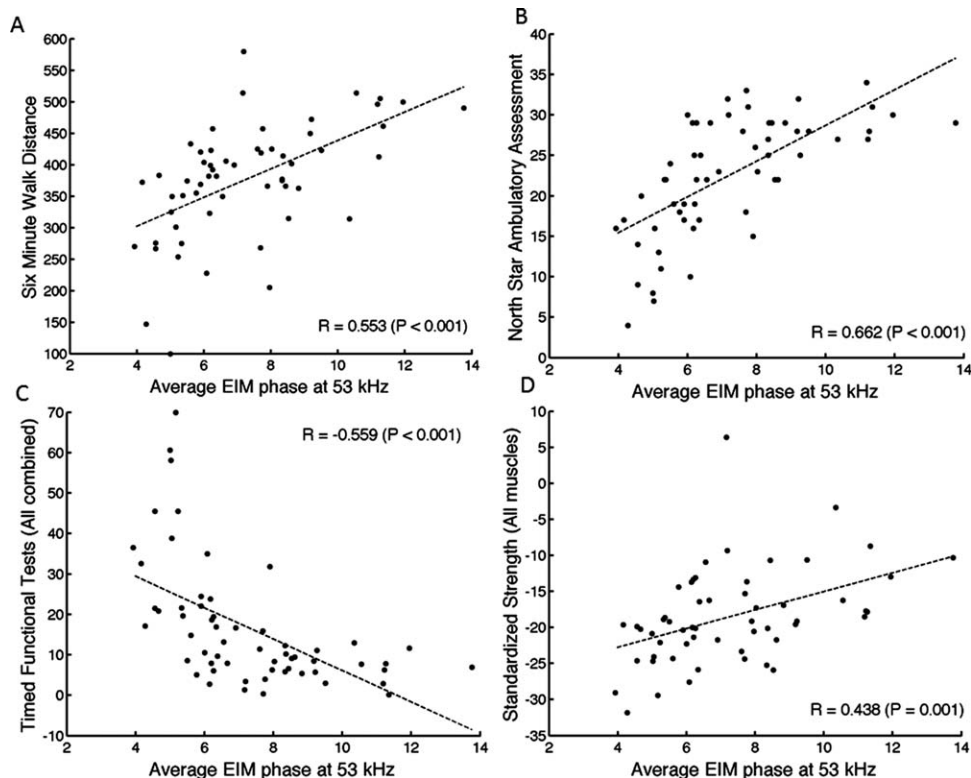 A
600
550
500
450
400
350
300
250
200
150
100
Six Minute Walk Distance
R = 0.553 (P < 0.001)
2 4 6 8 10 12 14
Average EIM phase at 53 kHz
B
40
35
30
25
20
15
10
5
0
North Star Ambulatory Assessment
R = 0.662 (P < 0.001)
2 4 6 8 10 12 14
Average EIM phase at 53 kHz
C
70
60
50
40
30
20
10
0
-10
Timed Functional Tests (All combined)
R = -0.559 (P < 0.001)
2 4 6 8 10 12 14
Average EIM phase at 53 kHz
D
10
5
0
-5
-10
-15
-20
-25
-30
-35
Standardized Strength (All muscles)
R = 0.438 (P = 0.001)
2 4 6 8 10 12 14
Average EIM phase at 53 kHz